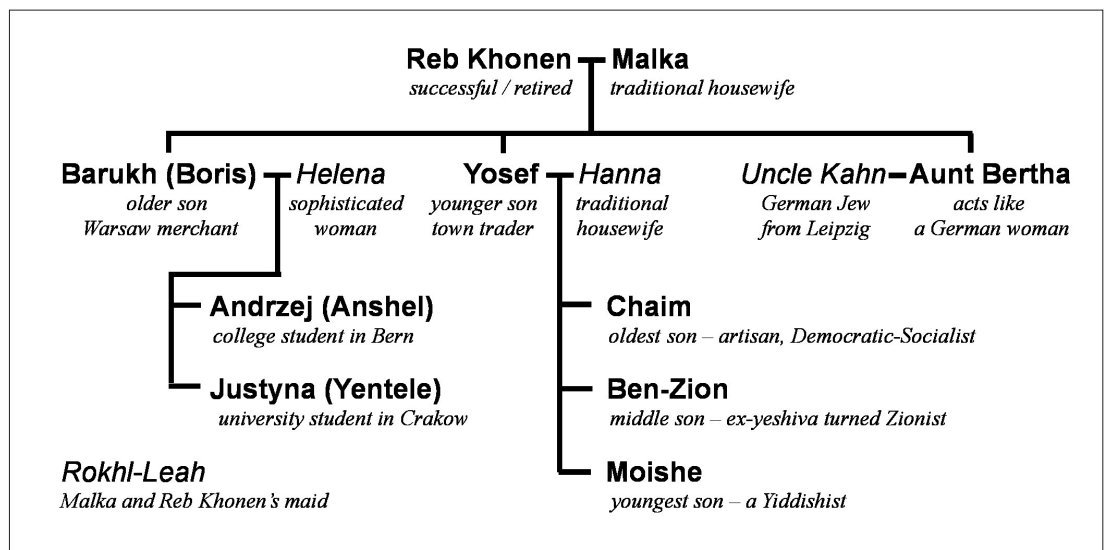 Reb Khonen Malka
successful / retired traditional housewife
Barukh (Boris) Helena Yosef Hanna Uncle Kahn Aunt Bertha
older son sophisticated younger son traditional German Jew acts like
Warsaw merchant woman town trader housewife from Leipzig a German woman
Andrzej (Anshel) Chaim
college student in Bern oldest son – artisan, Democratic-Socialist
Justyna (Yentele) Ben-Zion
university student in Crakow middle son – ex-yeshiva turned Zionist
Rokhl-Leah Moishe
Malka and Reb Khonen's maid youngest son – a Yiddishist